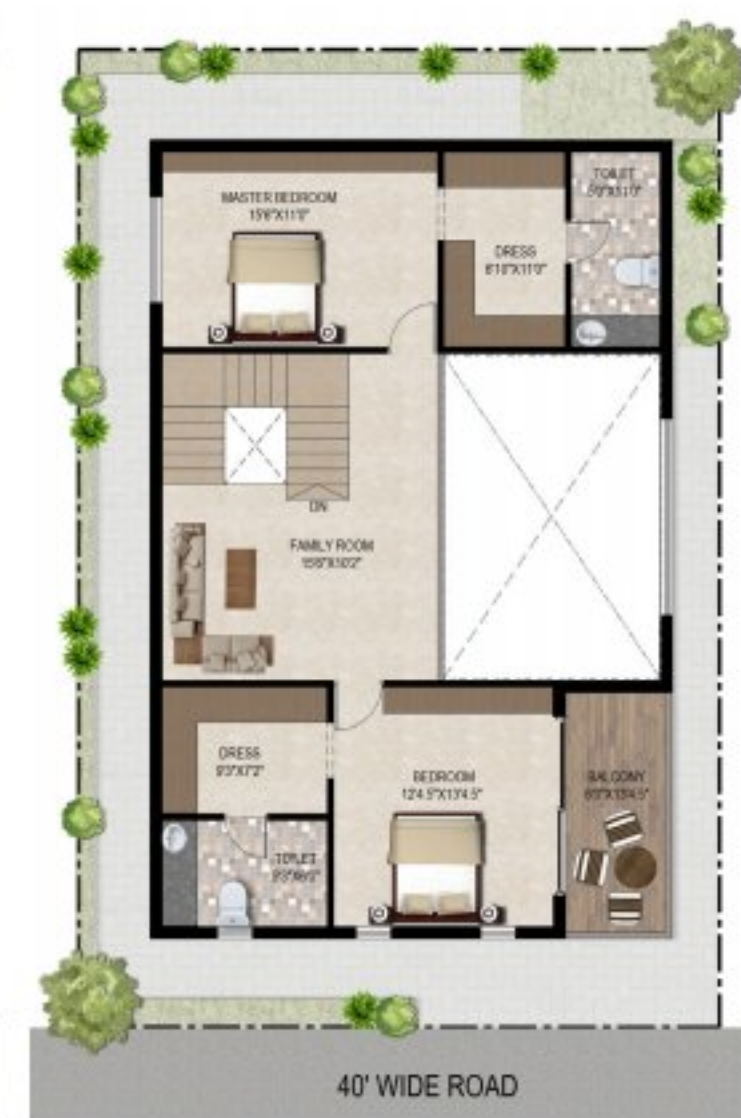 MASTER BEDROOM
15'6"X11'0"
TOILET
DRESS
6'10"X11'0"
DN
FAMILY ROOM
DRESS
9'3"X7'2"
BEDROOM
12'4.5"X13'4.5"
BALCONY
TOILET
40' WIDE ROAD